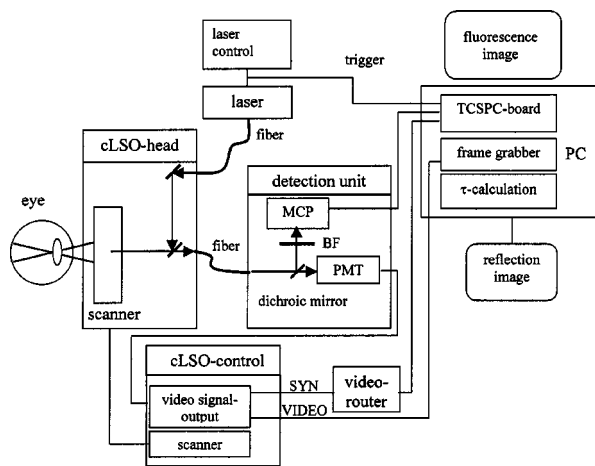 laser
control
fluorescence
image
trigger
laser
TCSPC-board
fiber
cLSO-head
frame grabber
PC
detection unit
τ-calculation
eye
MCP
fiber
BF
PMT
reflection
image
dichroic mirror
scanner
cLSO-control
SYN
video-
router
video signal-
output
VIDEO
scanner